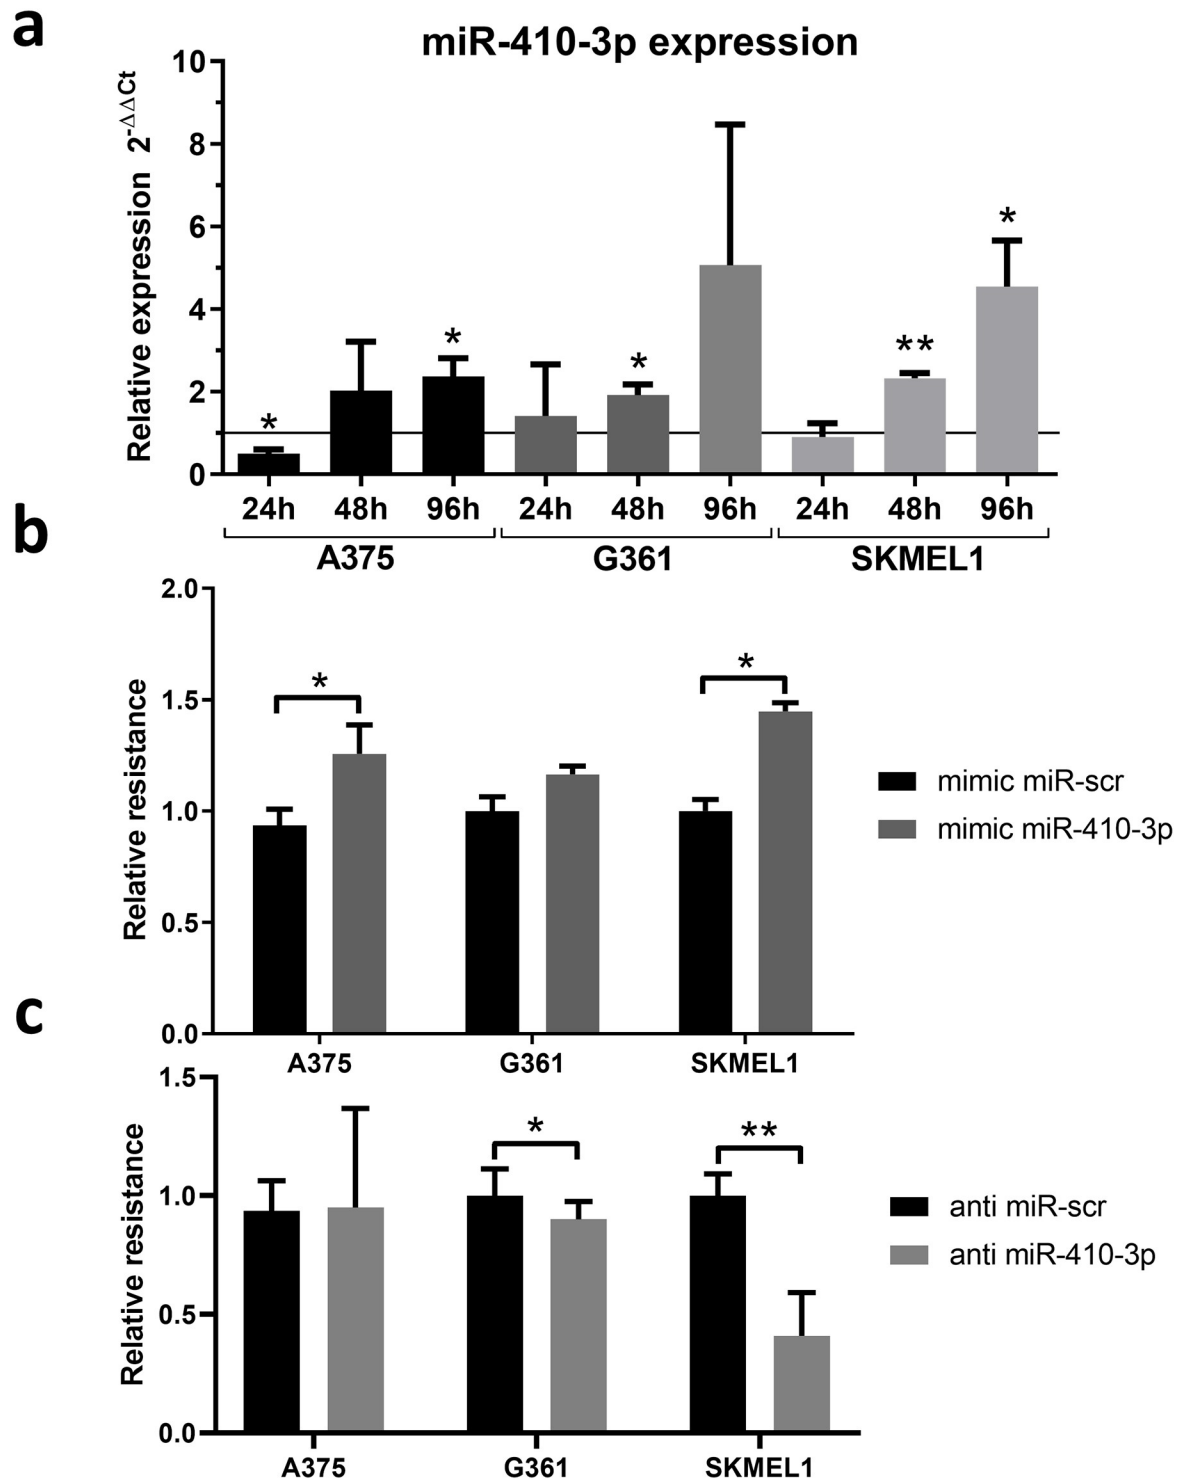 a
miR-410-3p expression
Relative expression 2^-ΔΔCt
10
8
6
4
2
0
*
*
*
**
*
24h 48h 96h 24h 48h 96h 24h 48h 96h
A375 G361 SKMEL1
b
Relative resistance
2.0
1.5
1.0
0.5
0.0
*
*
mimic miR-scr
mimic miR-410-3p
A375 G361 SKMEL1
c
Relative resistance
1.5
1.0
0.5
0.0
*
**
anti miR-scr
anti miR-410-3p
A375 G361 SKMEL1